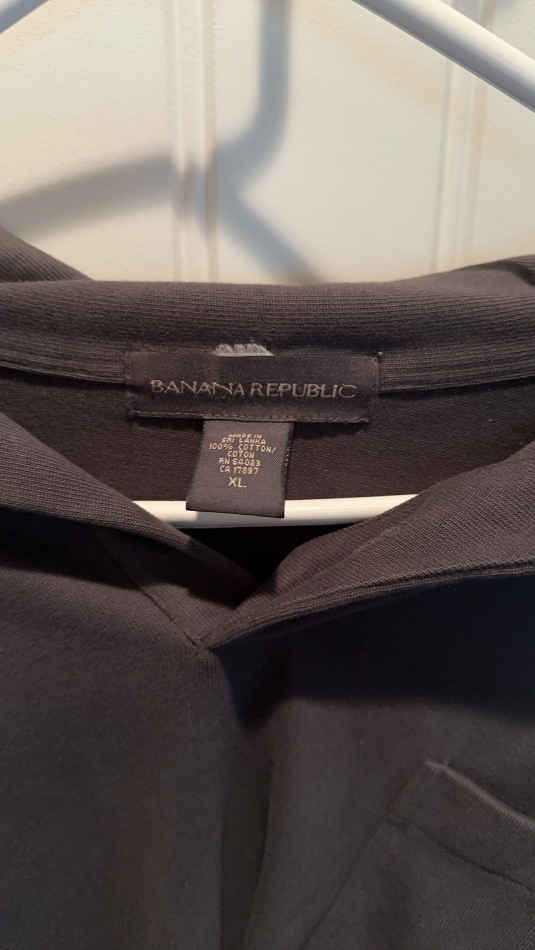 BANANA REPUBLIC
MADE IN
SRI LANKA
100% COTTON/
COTON
RN 54023
CA 17897
XL